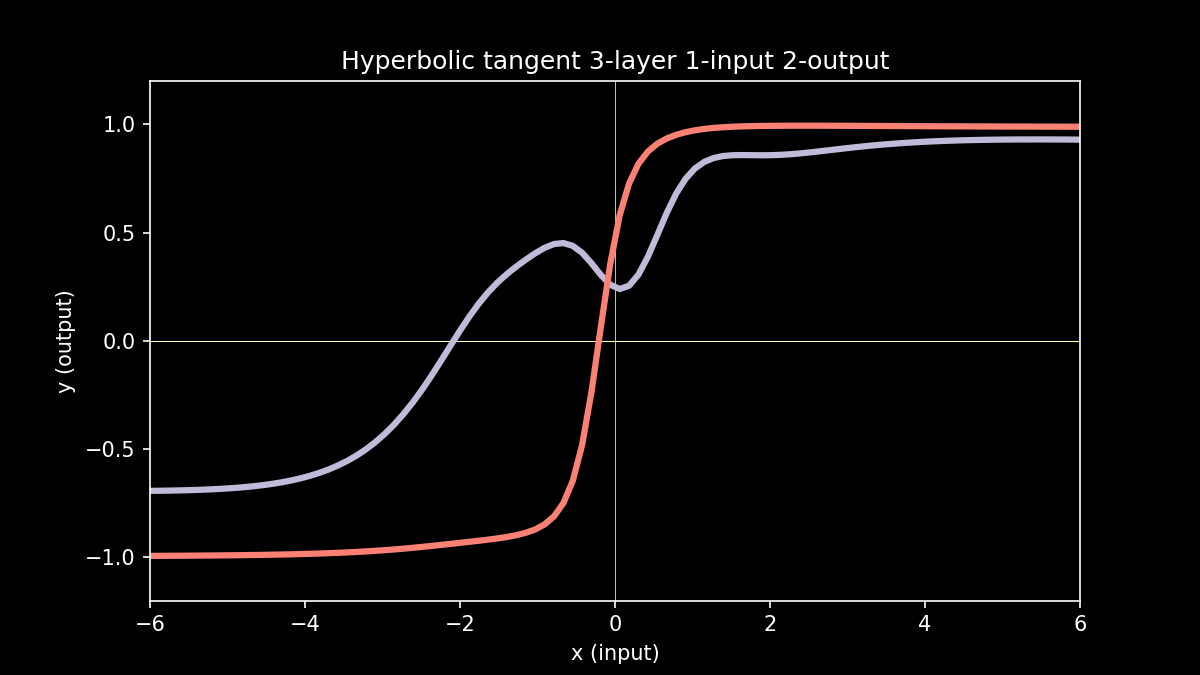 Hyperbolic tangent 3-layer 1-input 2-output
1.0
0.5
0.0
−0.5
−1.0
y (output)
−6 −4 −2 0 2 4 6
x (input)